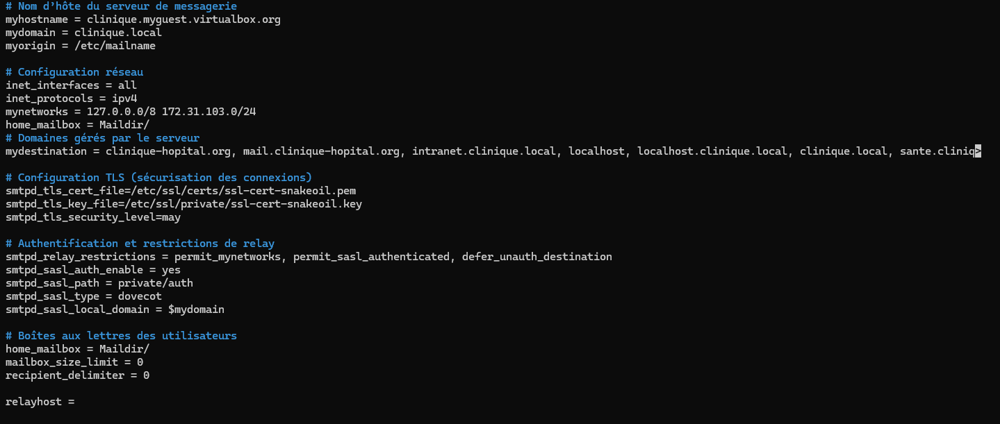 # Nom d’hôte du serveur de messagerie
myhostname = clinique.myguest.virtualbox.org
mydomain = clinique.local
myorigin = /etc/mailname
# Configuration réseau
inet_interfaces = all
inet_protocols = ipv4
mynetworks = 127.0.0.0/8 172.31.103.0/24
home_mailbox = Maildir/
# Domaines gérés par le serveur
mydestination = clinique-hopital.org, mail.clinique-hopital.org, intranet.clinique.local, localhost, localhost.clinique.local, clinique.local, sante.cliniq>
# Configuration TLS (sécurisation des connexions)
smtpd_tls_cert_file=/etc/ssl/certs/ssl-cert-snakeoil.pem
smtpd_tls_key_file=/etc/ssl/private/ssl-cert-snakeoil.key
smtpd_tls_security_level=may
# Authentification et restrictions de relay
smtpd_relay_restrictions = permit_mynetworks, permit_sasl_authenticated, defer_unauth_destination
smtpd_sasl_auth_enable = yes
smtpd_sasl_path = private/auth
smtpd_sasl_type = dovecot
smtpd_sasl_local_domain = $mydomain
# Boîtes aux lettres des utilisateurs
home_mailbox = Maildir/
mailbox_size_limit = 0
recipient_delimiter = 0
relayhost =